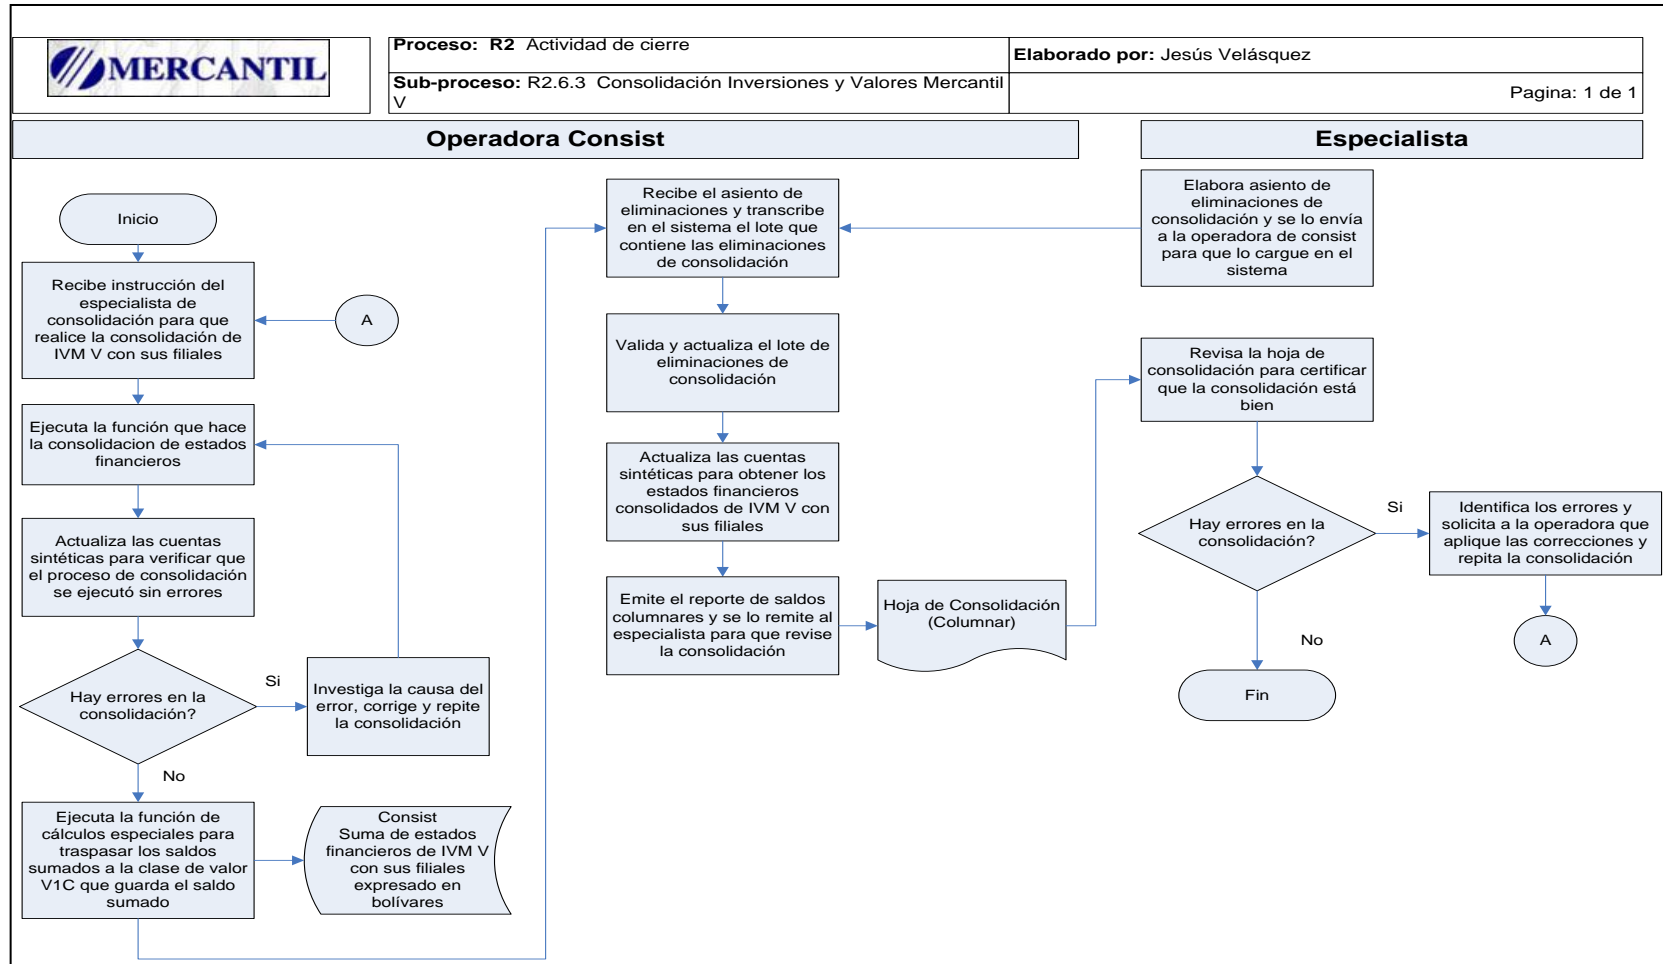 MERCANTIL
Proceso: R2 Actividad de cierre
Elaborado por: Jesús Velásquez
Sub-proceso: R2.6.3 Consolidación Inversiones y Valores Mercantil
V
Pagina: 1 de 1
Operadora Consist
Especialista
Inicio
Recibe instrucción del
especialista de
consolidación para que
realice la consolidación de
IVM V con sus filiales
A
Ejecuta la función que hace
la consolidacion de estados
financieros
Actualiza las cuentas
sintéticas para verificar que
el proceso de consolidación
se ejecutó sin errores
Hay errores en la
consolidación?
Si
Investiga la causa del
error, corrige y repite
la consolidación
No
Ejecuta la función de
cálculos especiales para
traspasar los saldos
sumados a la clase de valor
V1C que guarda el saldo
sumado
Consist
Suma de estados
financieros de IVM V
con sus filiales
expresado en
bolívares
Recibe el asiento de
eliminaciones y transcribe
en el sistema el lote que
contiene las eliminaciones
de consolidación
Valida y actualiza el lote de
eliminaciones de
consolidación
Actualiza las cuentas
sintéticas para obtener los
estados financieros
consolidados de IVM V con
sus filiales
Emite el reporte de saldos
columnares y se lo remite al
especialista para que revise
la consolidación
Hoja de Consolidación
(Columnar)
Elabora asiento de
eliminaciones de
consolidación y se lo envía
a la operadora de consist
para que lo cargue en el
sistema
Revisa la hoja de
consolidación para certificar
que la consolidación está
bien
Hay errores en la
consolidación?
Si
Identifica los errores y
solicita a la operadora que
aplique las correcciones y
repita la consolidación
A
No
Fin